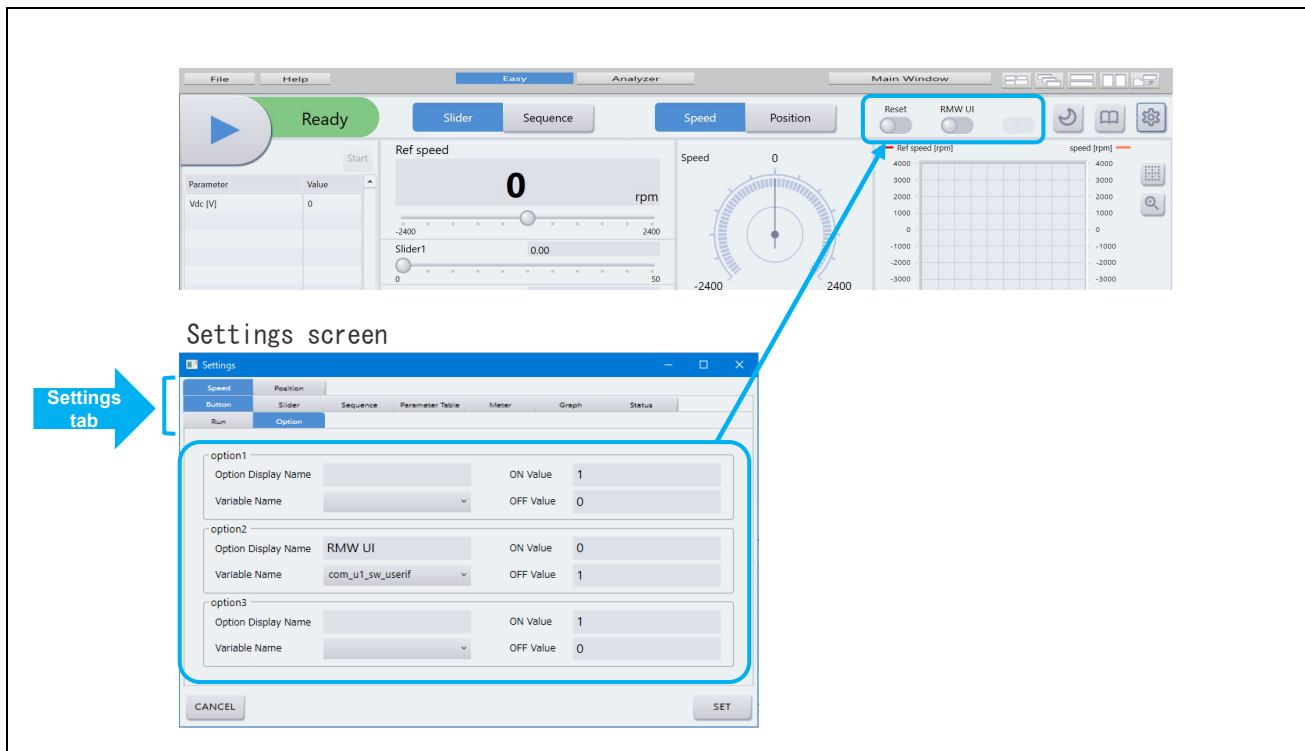 File Help Easy Analyzer Main Window
Ready Slider Sequence Speed Position Reset RMW UI
Start
Parameter Value
Vdc [V] 0
Ref speed
0 rpm
-2400 2400
Slider1 0.00
0 50
Speed 0
-2400 2400
Ref speed [rpm] speed [rpm]
4000 4000
3000 3000
2000 2000
1000 1000
0 0
-1000 -1000
-2000 -2000
-3000 -3000
Settings screen
Settings
Settings
tab
Speed Position
Button Slider Sequence Parameter Table Meter Graph Status
Run Option
option1
Option Display Name ON Value 1
Variable Name OFF Value 0
option2
Option Display Name RMW UI ON Value 0
Variable Name com_u1_sw_userif OFF Value 1
option3
Option Display Name ON Value 1
Variable Name OFF Value 0
CANCEL SET